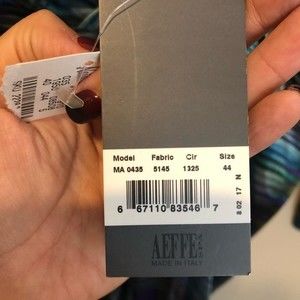 Model Fabric Clr Size
MA 0435 5145 1325 44
6 67110 83546 7
8 02 17 N
AEFFE
MADE IN ITALY